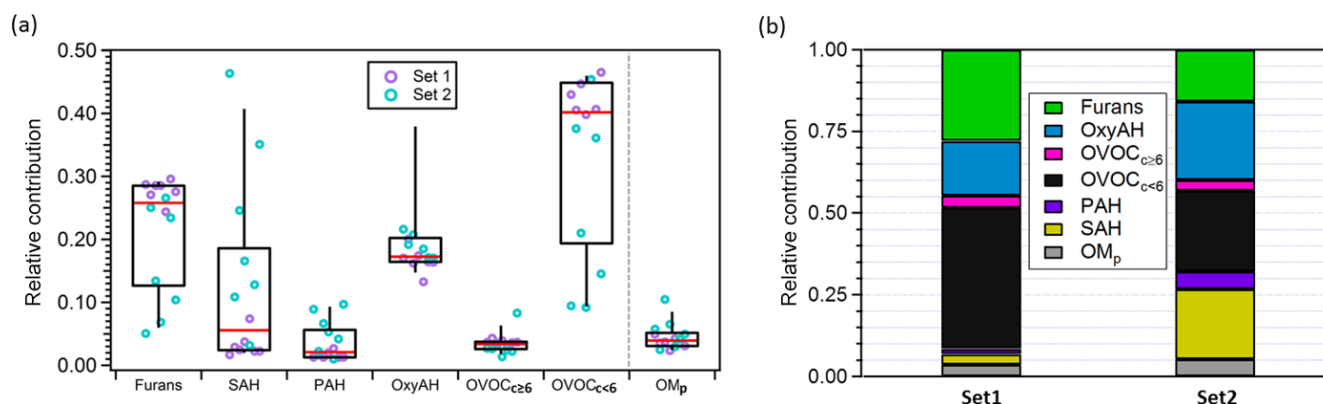 (a)
Relative contribution
0.50
0.40
0.30
0.20
0.10
0.00
Set 1
Set 2
Furans
SAH
PAH
OxyAH
OVOCc≥6
OVOCc<6
OMp
(b)
Relative contribution
1.00
0.75
0.50
0.25
0.00
Furans
OxyAH
OVOCc≥6
OVOCc<6
PAH
SAH
OMp
Set1
Set2